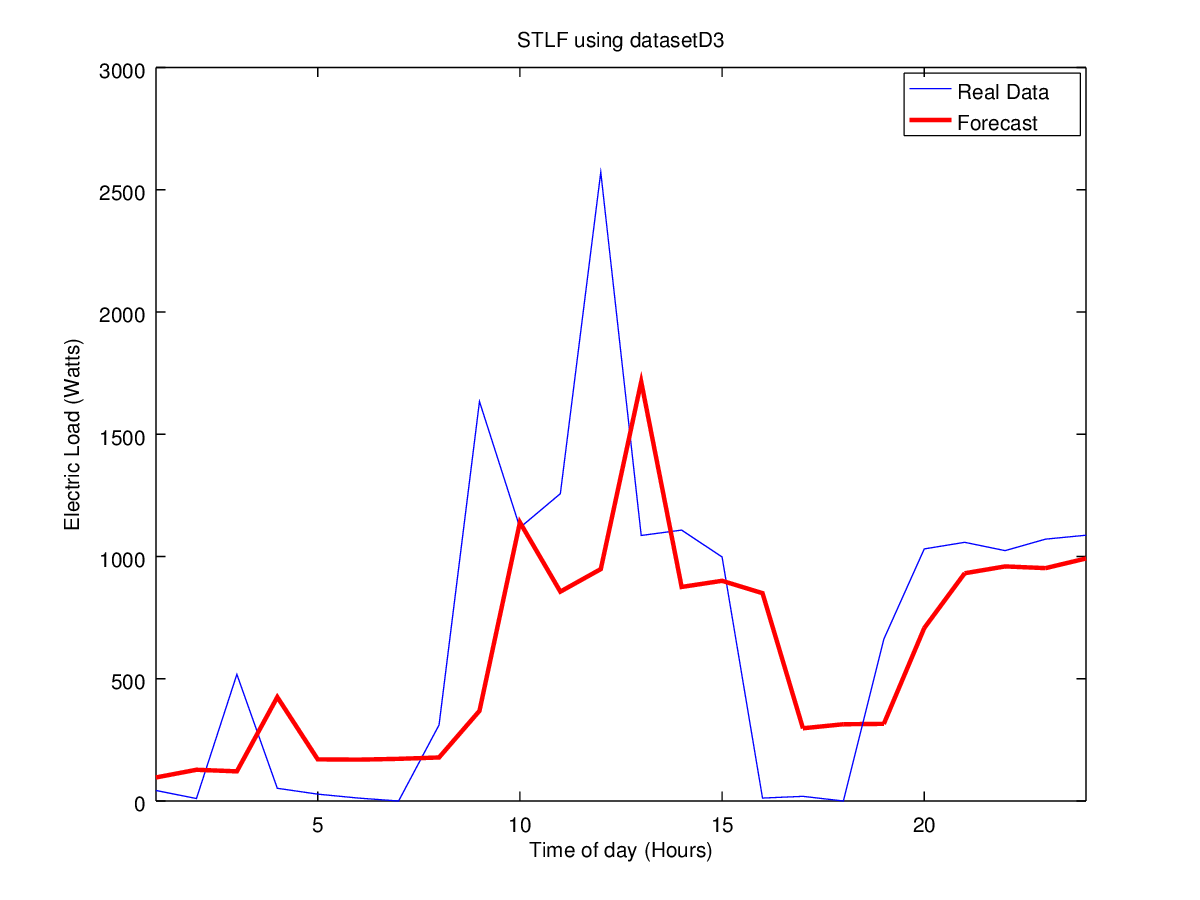 STLF using datasetD3
Real Data
Forecast
3000
2500
2000
1500
1000
500
0
Electric Load (Watts)
5 10 15 20
Time of day (Hours)